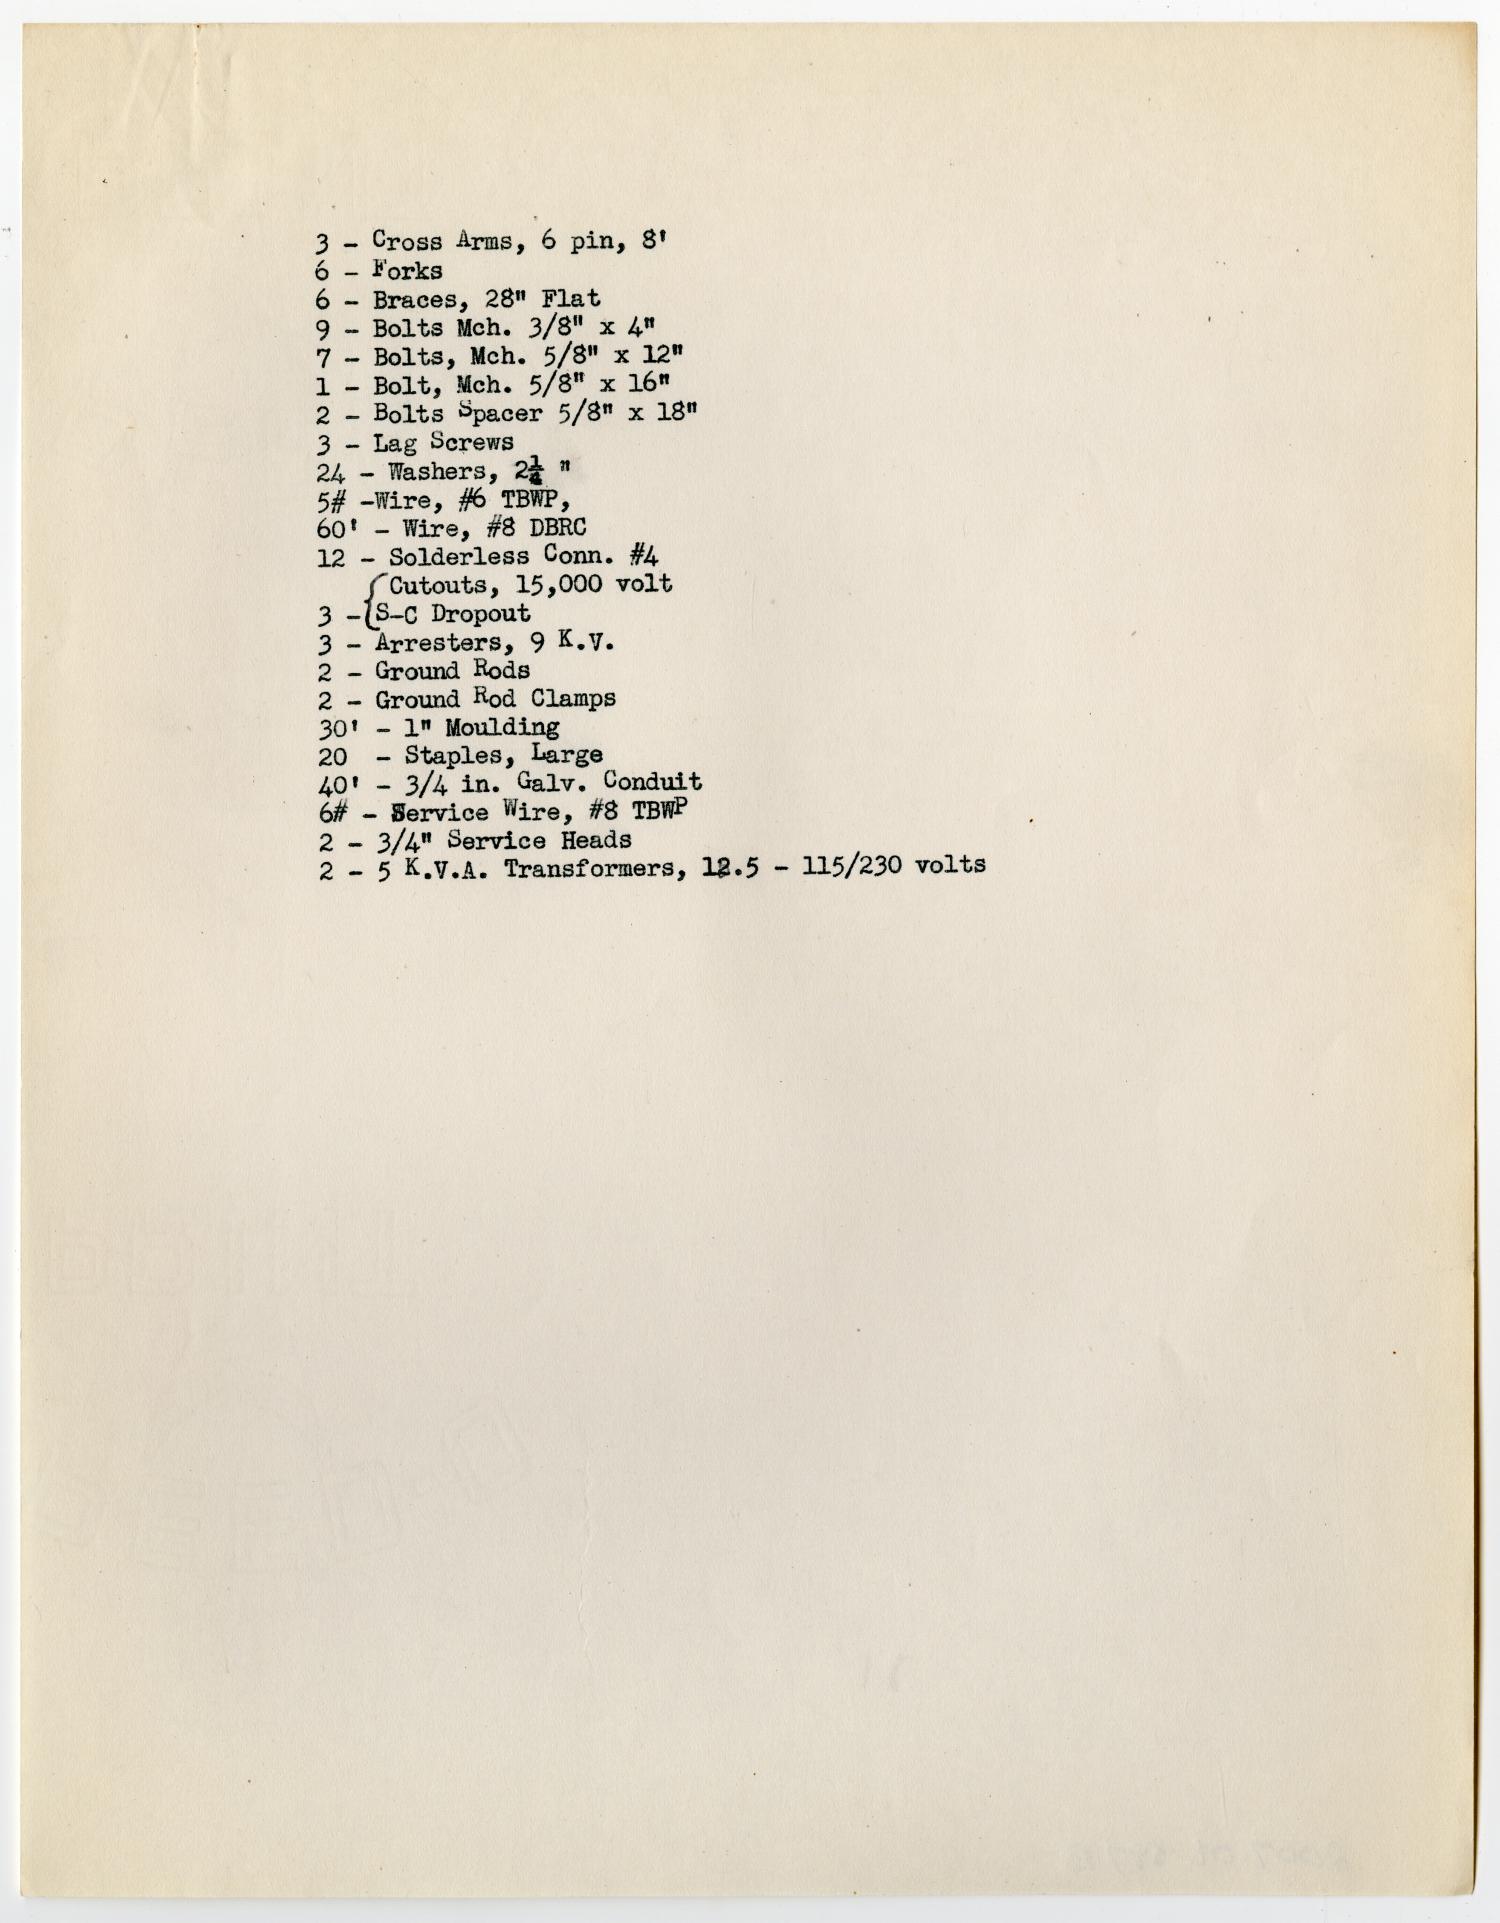 3 - Cross Arms, 6 pin, 8'
6 - Forks
6 - Braces, 28" Flat
9 - Bolts Mch. 3/8" x 4"
7 - Bolts, Mch. 5/8" x 12"
1 - Bolt, Mch. 5/8" x 16"
2 - Bolts Spacer 5/8" x 18"
3 - Lag Screws
24 - Washers, 2¼ "
5# -Wire, #6 TBWP,
60' - Wire, #8 DBRC
12 - Solderless Conn. #4
{Cutouts, 15,000 volt
3 -{S-C Dropout
3 - Arresters, 9 K.V.
2 - Ground Rods
2 - Ground Rod Clamps
30' - 1" Moulding
20  - Staples, Large
40' - 3/4 in. Galv. Conduit
6# - Service Wire, #8 TBWP
2 - 3/4" Service Heads
2 - 5 K.V.A. Transformers, 12.5 - 115/230 volts